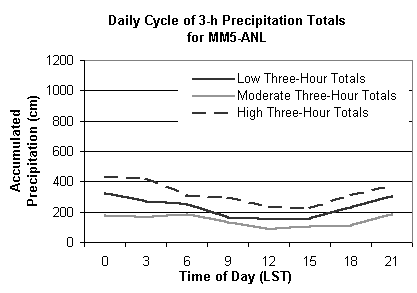 Daily Cycle of 3-h Precipitation Totals
for MM5-ANL
1200
1000
800
600
400
200
0
Accumulated
Precipitation (cm)
Low Three-Hour Totals
Moderate Three-Hour Totals
High Three-Hour Totals
0 3 6 9 12 15 18 21
Time of Day (LST)